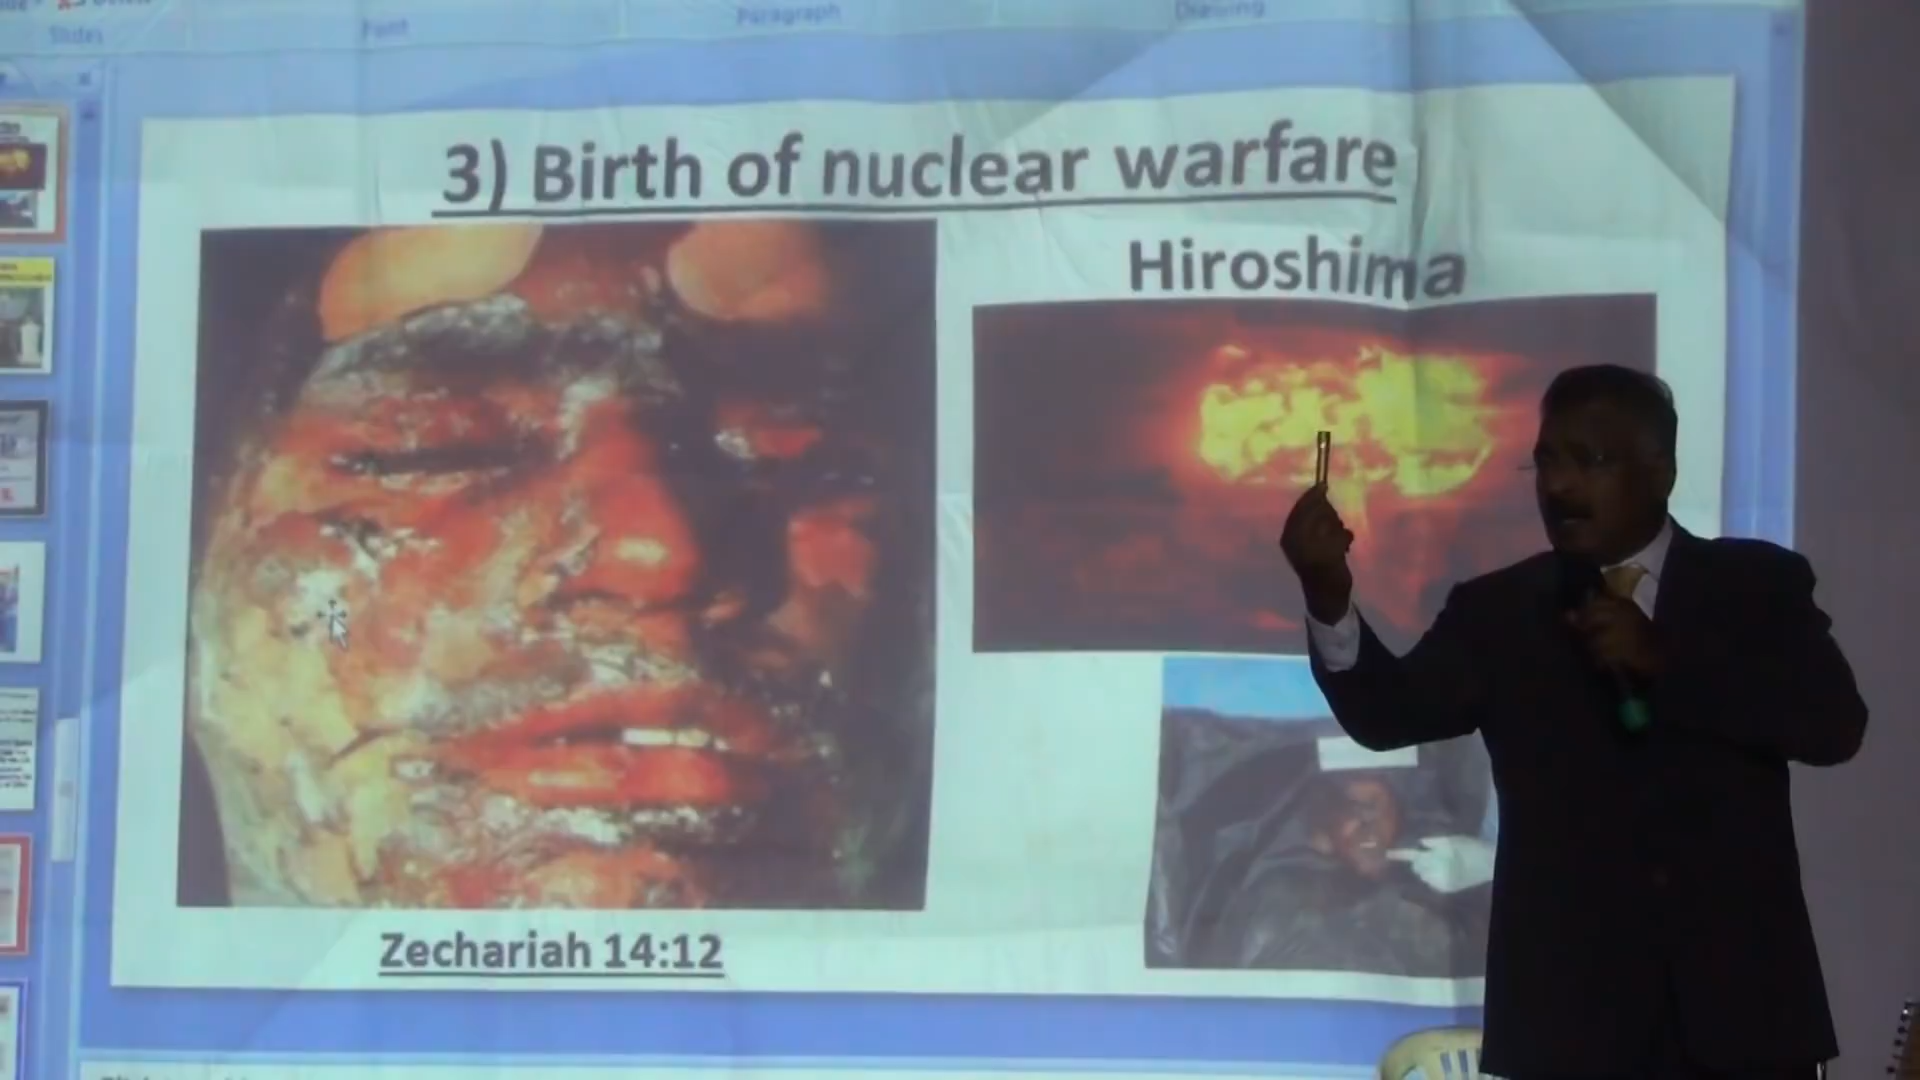 Slides
Font
Paragraph
Drawing
3) Birth of nuclear warfare
Hiroshima
Zechariah 14:12